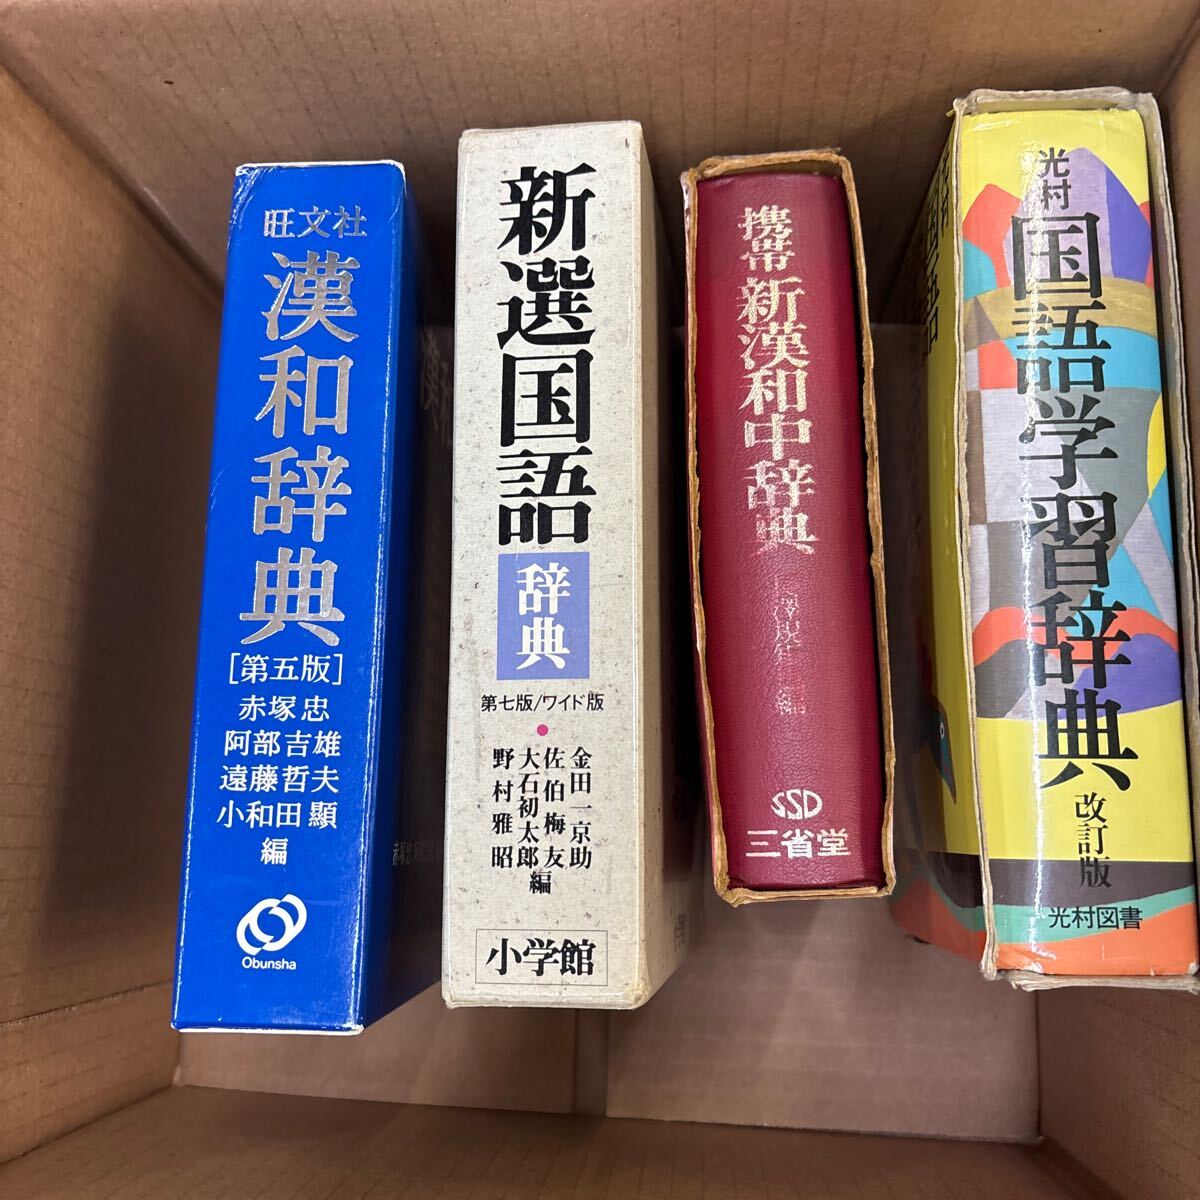 旺文社
漢和辞典
[第五版]
赤塚忠
阿部吉雄
遠藤哲夫
小和田顯
編
Obunsha
新選国語
辞典
第七版/ワイド版
金田一京助
佐伯梅友
大石初太郎
野村雅昭
編
小学館
携帯
新漢和中辞典
編
SSD
三省堂
光村
国語学習辞典
改訂版
光村図書